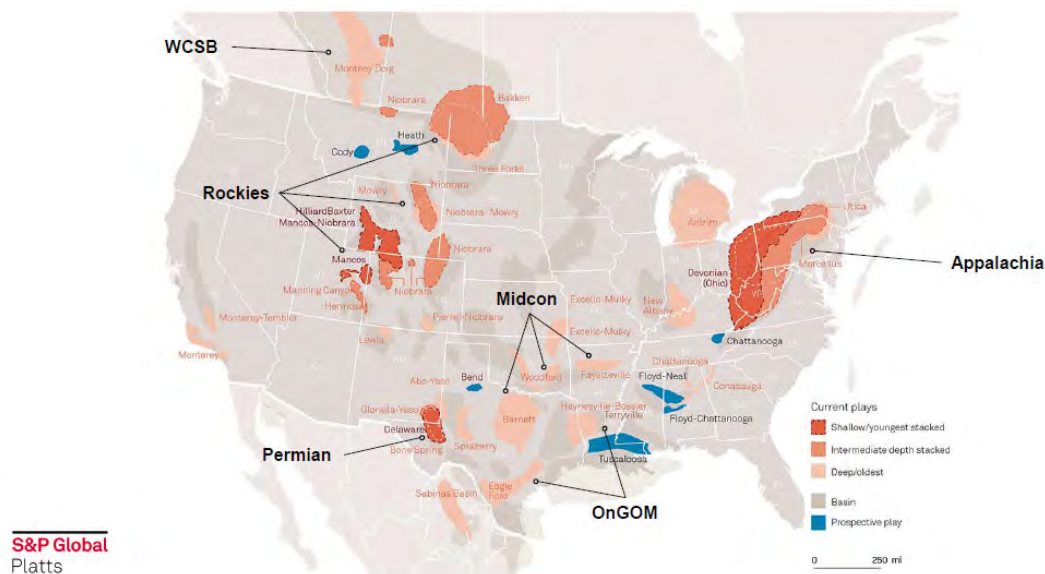 WCSB
Montney Doig
Niobrara
Bakken
Heath
Cody
Three Forks
Rockies
Mowry
Niobrara
HilliardBaxter
Mancos-Niobrara
Niobrara-Mowry
Antrim
Utica
Mancos
Niobrara
Marcellus
Appalachia
Devonian
(Ohio)
Manning Canyon
Niobrara
Hermosa
Midcon
Excello-Mulky
New
Albany
Monterey-Temblor
Pierre-Niobrara
Excello-Mulky
Monterey
Lewis
Chattanooga
Bend
Woodford
Fayetteville
Chattanooga
Abo-Yeso
Floyd-Neal
Conasauga
Glorieta-Yeso
Barnett
Haynesville-Bossier
Terryville
Floyd-Chattanooga
Delaware
Spraberry
Bone Spring
Permian
Tuscaloosa
Eagle
Ford
Sabinas Basin
OnGOM
Current plays
Shallow/youngest stacked
Intermediate depth stacked
Deep/oldest
Basin
Prospective play
0 250 mi
S&P Global
Platts